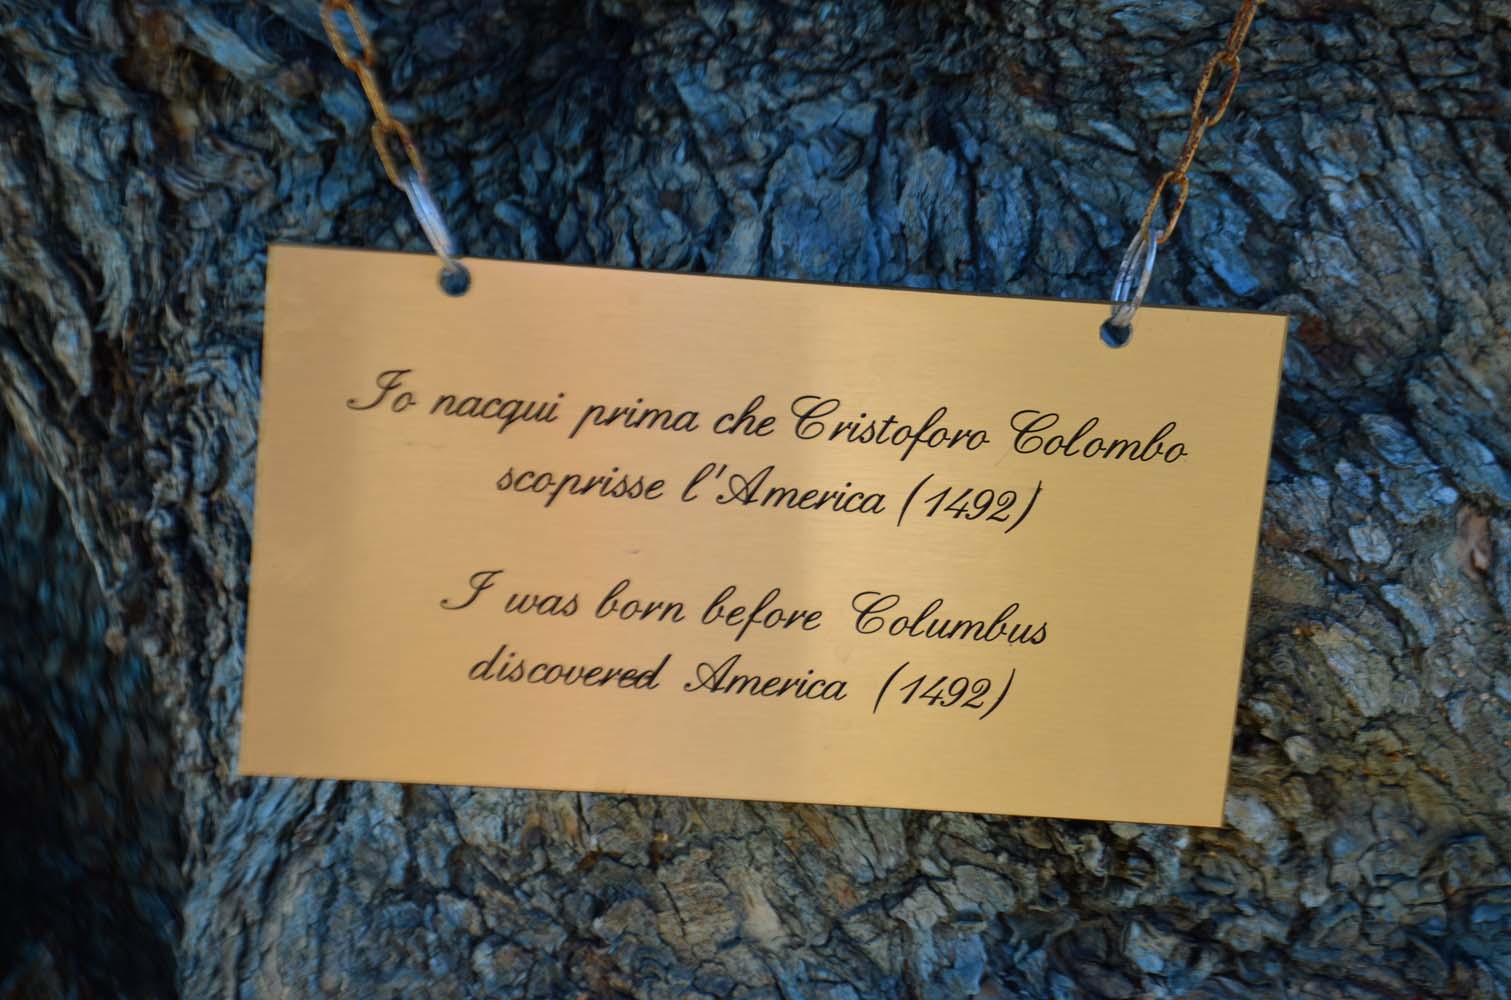 Io nacqui prima che Cristoforo Colombo
scoprisse l'America (1492)
I was born before Columbus
discovered America (1492)